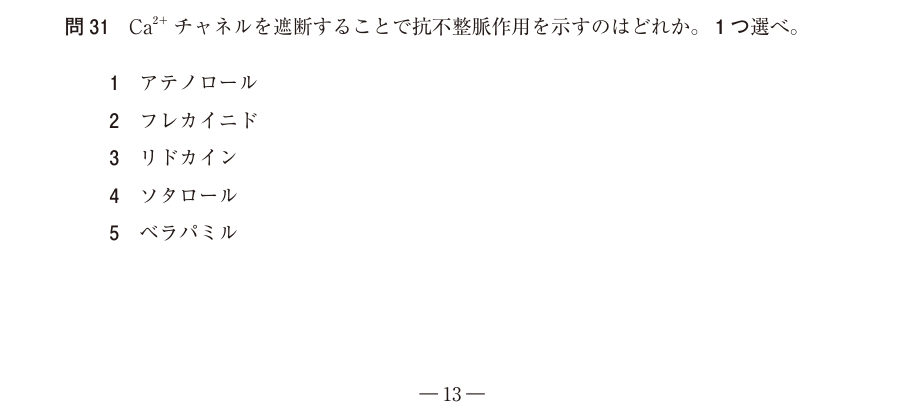 問 31 Ca²⁺ チャネルを遮断することで抗不整脈作用を示すのはどれか。1つ選べ。
1 アテノロール
2 フレカイニド
3 リドカイン
4 ソタロール
5 ベラパミル
— 13 —